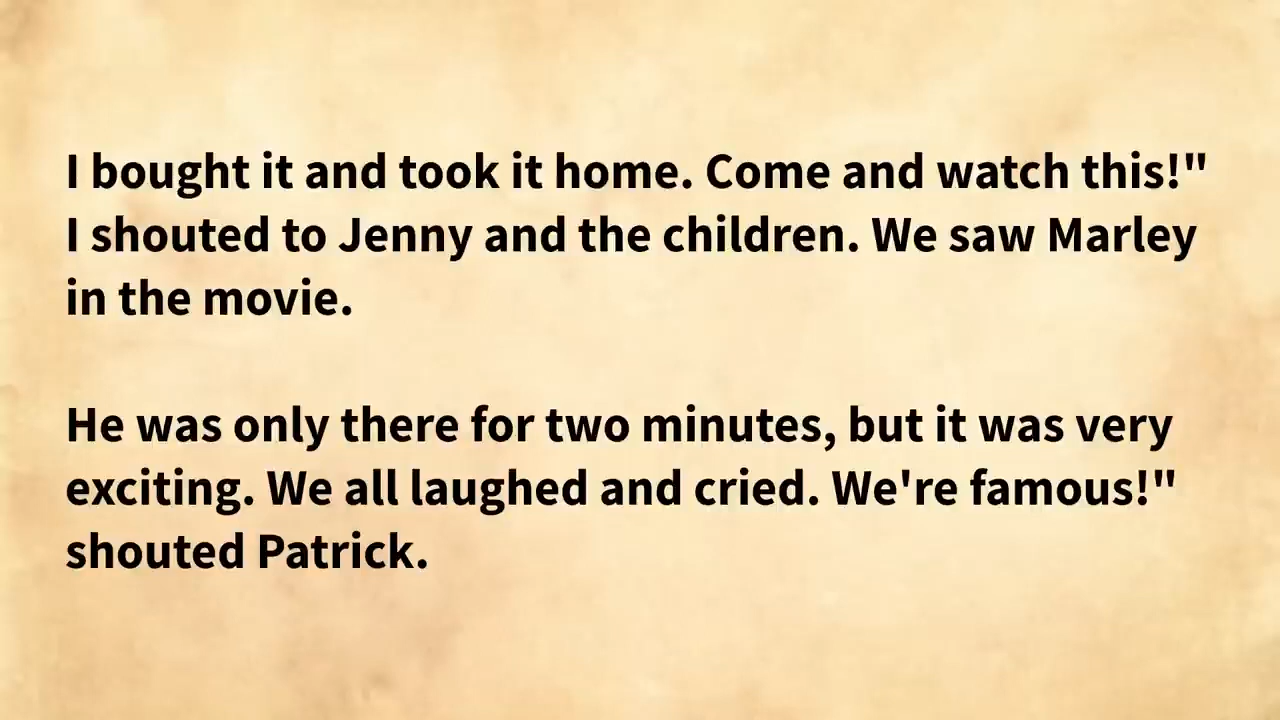 I bought it and took it home. Come and watch this!"
I shouted to Jenny and the children. We saw Marley
in the movie.
He was only there for two minutes, but it was very
exciting. We all laughed and cried. We're famous!"
shouted Patrick.